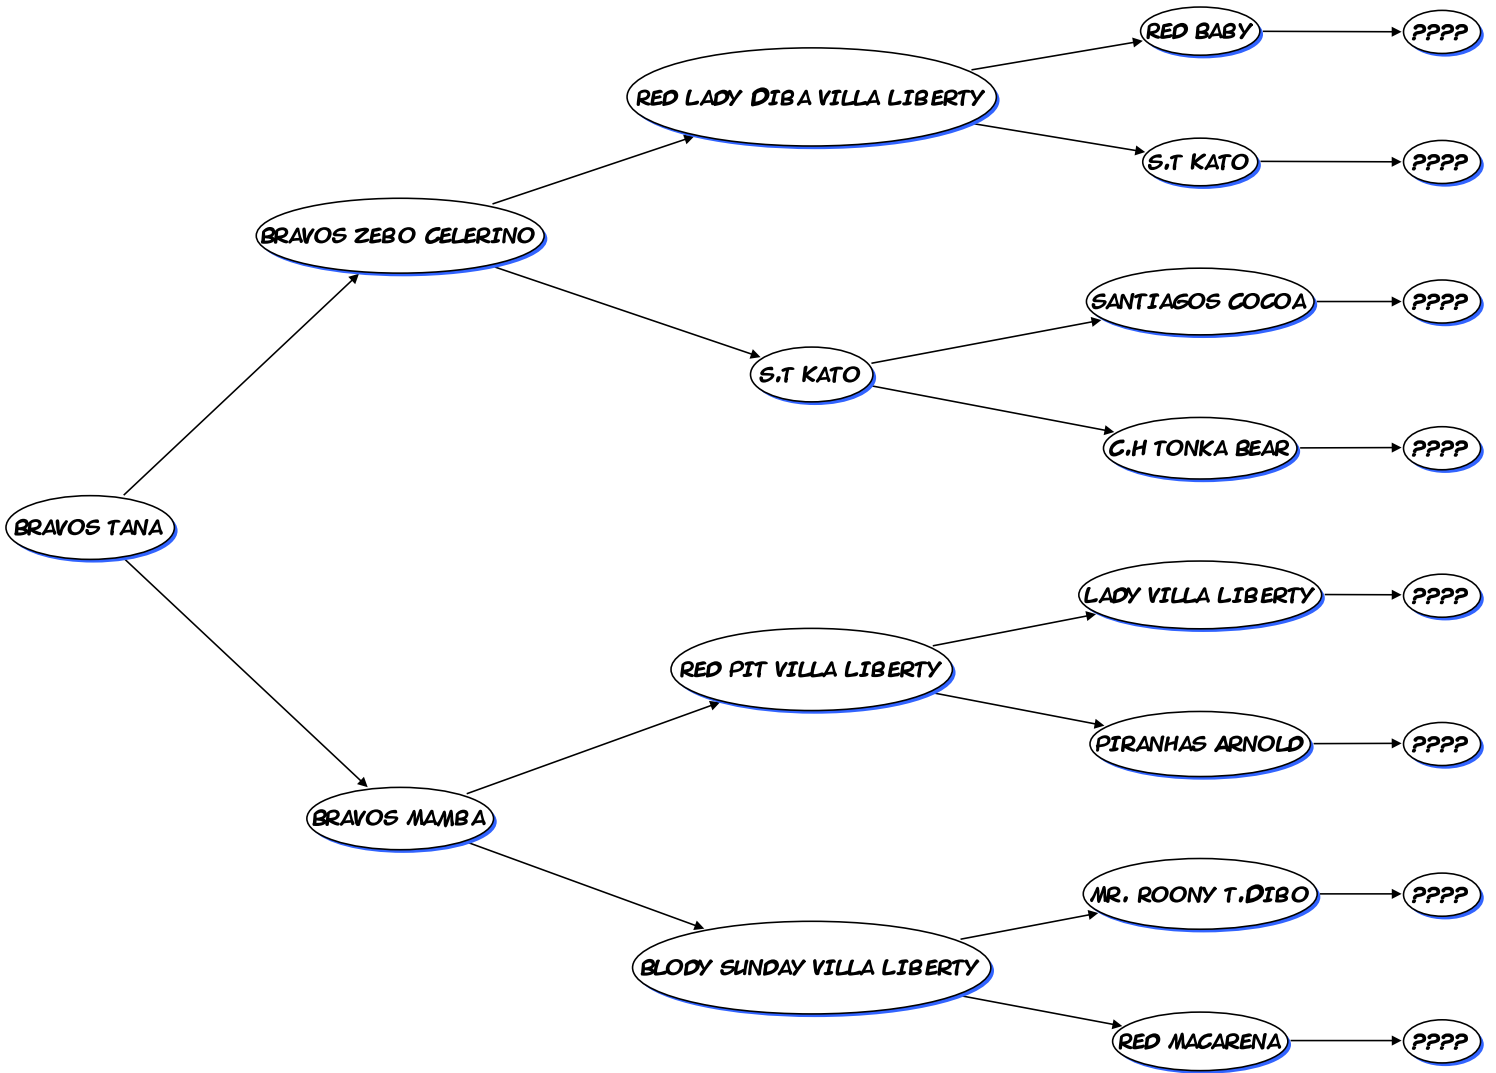 RED BABY
????
RED LADY DIBA VILLA LIBERTY
S.T KATO
????
BRAVOS ZEBO CELERINO
SANTIAGOS COCOA
????
S.T KATO
C.H TONKA BEAR
????
BRAVOS TANA
LADY VILLA LIBERTY
????
RED PIT VILLA LIBERTY
PIRANHAS ARNOLD
????
BRAVOS MAMBA
MR. ROONY T.DIBO
????
BLODY SUNDAY VILLA LIBERTY
RED MACARENA
????